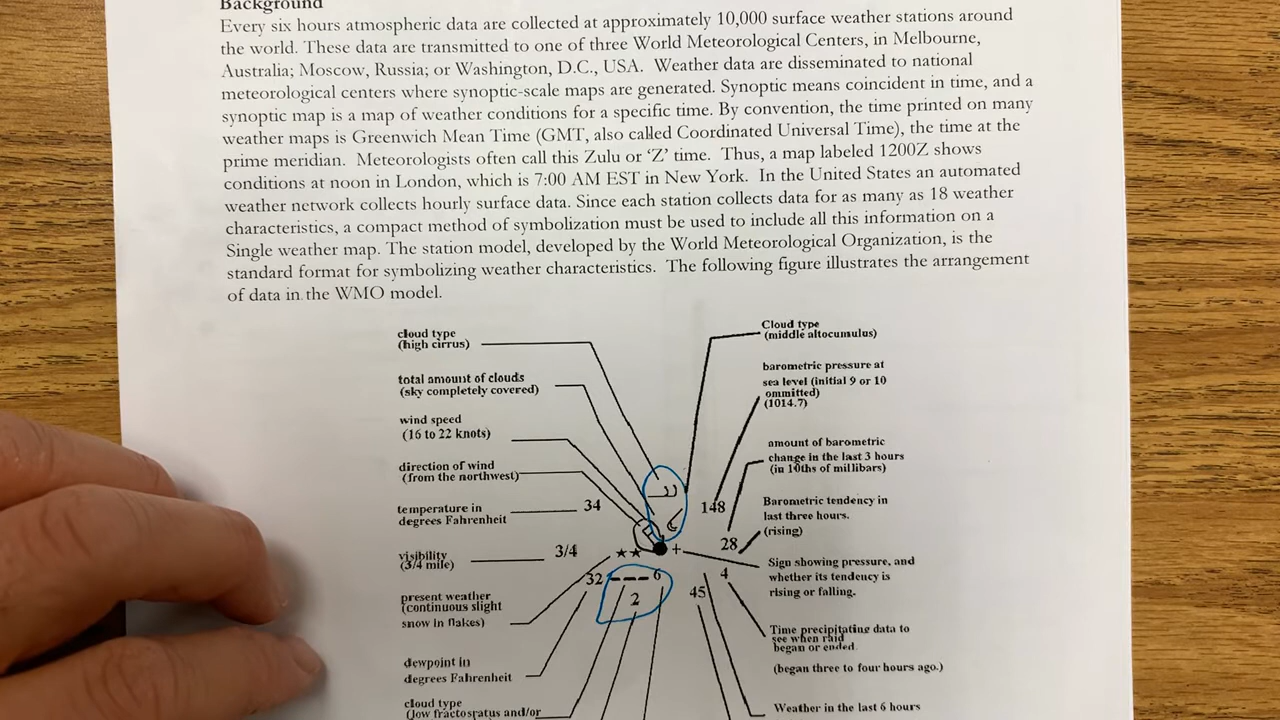 Background
Every six hours atmospheric data are collected at approximately 10,000 surface weather stations around
the world. These data are transmitted to one of three World Meteorological Centers, in Melbourne,
Australia; Moscow, Russia; or Washington, D.C., USA. Weather data are disseminated to national
meteorological centers where synoptic-scale maps are generated. Synoptic means coincident in time, and a
synoptic map is a map of weather conditions for a specific time. By convention, the time printed on many
weather maps is Greenwich Mean Time (GMT, also called Coordinated Universal Time), the time at the
prime meridian. Meteorologists often call this Zulu or ‘Z’ time. Thus, a map labeled 1200Z shows
conditions at noon in London, which is 7:00 AM EST in New York. In the United States an automated
weather network collects hourly surface data. Since each station collects data for as many as 18 weather
characteristics, a compact method of symbolization must be used to include all this information on a
Single weather map. The station model, developed by the World Meteorological Organization, is the
standard format for symbolizing weather characteristics. The following figure illustrates the arrangement
of data in the WMO model.
cloud type
(high cirrus)
total amount of clouds
(sky completely covered)
wind speed
(16 to 22 knots)
direction of wind
(from the northwest)
temperature in
degrees Fahrenheit
visibility
(3/4 mile)
present weather
(continuous slight
snow in flakes)
dewpoint in
degrees Fahrenheit
cloud type
(low fractostratus and/or
34
3/4
★★
+
32
6
2
148
28
4
45
Cloud type
(middle altocumulus)
barometric pressure at
sea level (initial 9 or 10
ommitted)
(1014.7)
amount of barometric
change in the last 3 hours
(in 10ths of millibars)
Barometric tendency in
last three hours.
(rising)
Sign showing pressure, and
whether its tendency is
rising or falling.
Time precipitating data to
see when raid
began or ended.
(began three to four hours ago.)
Weather in the last 6 hours